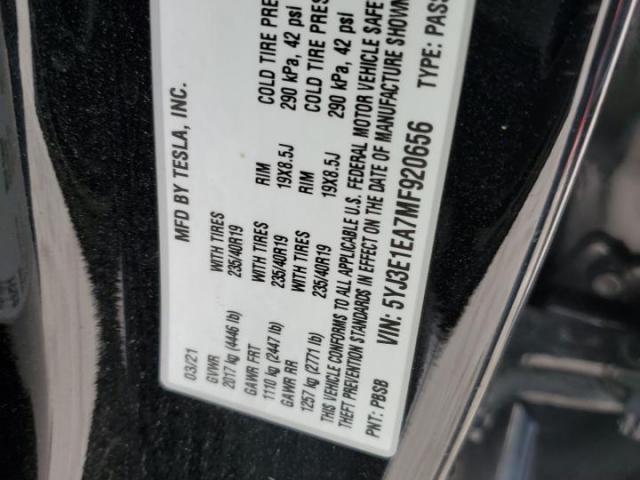 MFD BY TESLA, INC.
03/21
GVWR
2017 kg (4446 lb)
GAWR FRT WITH TIRES RIM COLD TIRE PRE
1110 kg (2447 lb) 235/40R19 19X8.5J 290 kPa, 42 psi
GAWR RR WITH TIRES RIM COLD TIRE PRES
1257 kg (2771 lb) 235/40R19 19X8.5J 290 kPa, 42 psi
THIS VEHICLE CONFORMS TO ALL APPLICABLE U.S. FEDERAL MOTOR VEHICLE SAFE
THEFT PREVENTION STANDARDS IN EFFECT ON THE DATE OF MANUFACTURE SHOWN
VIN: 5YJ3E1EA7MF920656 TYPE: PASS
PNT: PBSB
WITH TIRES
235/40R19